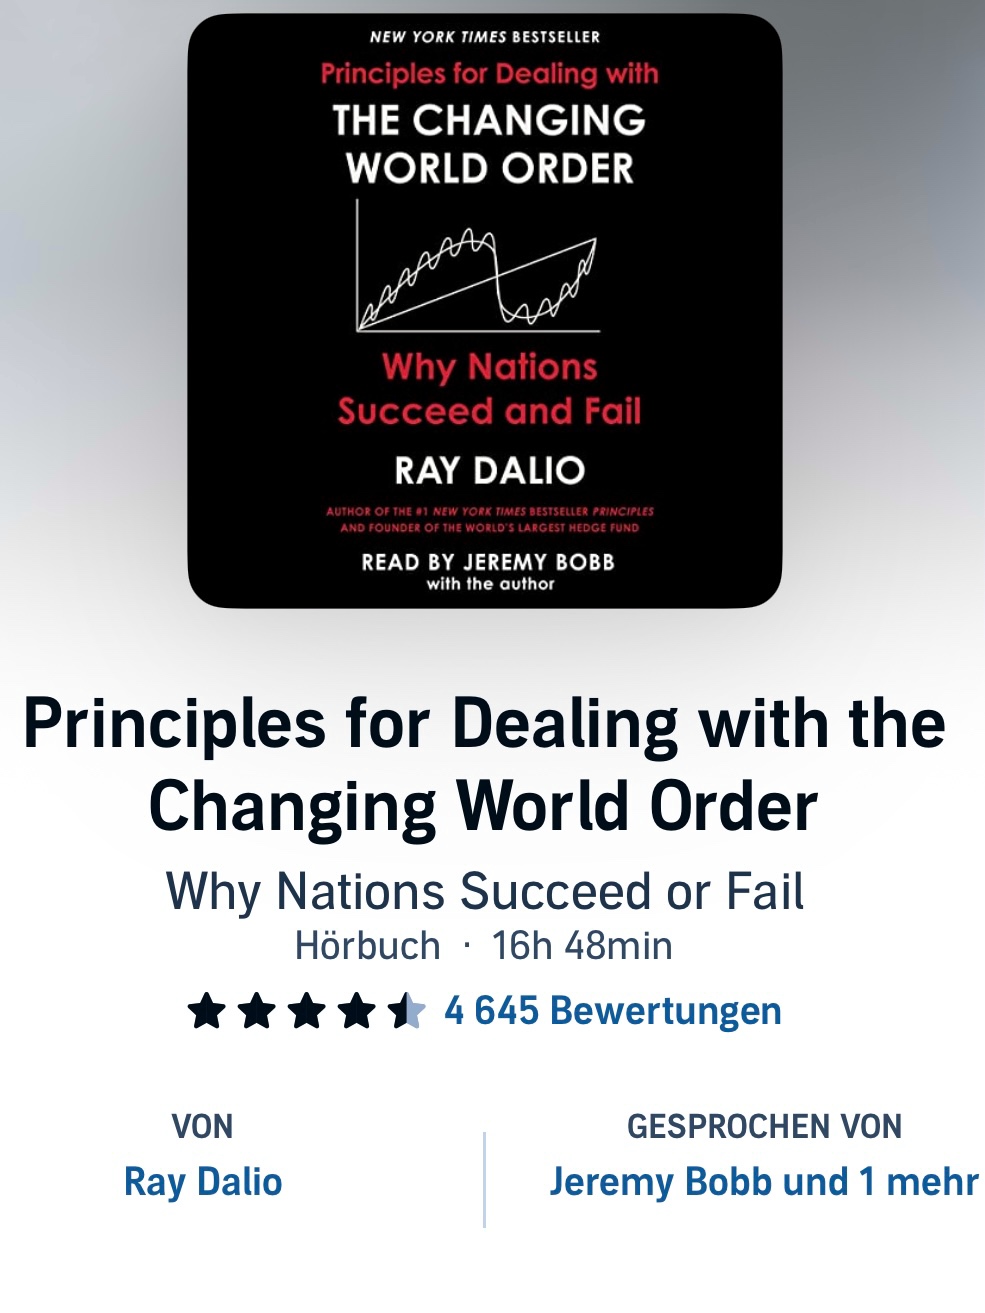 NEW YORK TIMES BESTSELLER
Principles for Dealing with
THE CHANGING
WORLD ORDER
Why Nations
Succeed and Fail
RAY DALIO
AUTHOR OF THE #1 NEW YORK TIMES BESTSELLER PRINCIPLES
AND FOUNDER OF THE WORLD'S LARGEST HEDGE FUND
READ BY JEREMY BOBB
with the author
Principles for Dealing with the
Changing World Order
Why Nations Succeed or Fail
Hörbuch · 16h 48min
4 645 Bewertungen
VON
Ray Dalio
GESPROCHEN VON
Jeremy Bobb und 1 mehr